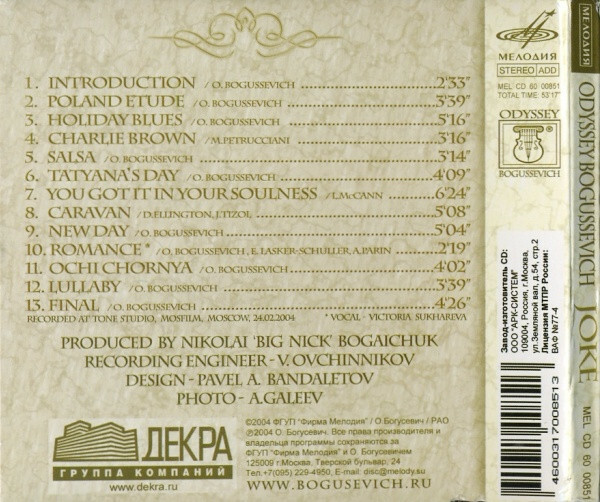 1. INTRODUCTION / O. BOGUSSEVICH 2'33"
2. POLAND ETUDE / O. BOGUSSEVICH 3'39"
3. HOLIDAY BLUES / O. BOGUSSEVICH 5'16"
4. CHARLIE BROWN / M.PETRUCCIANI 3'16"
5. SALSA / O. BOGUSSEVICH 3'14"
6. TATYANA'S DAY / O. BOGUSSEVICH 4'09"
7. YOU GOT IT IN YOUR SOULNESS / L.MCCANN 6'24"
8. CARAVAN / D.ELLINGTON, J.TIZOL 5'08"
9. NEW DAY / O. BOGUSSEVICH 5'04"
10. ROMANCE * / O. BOGUSSEVICH, E. LASKER-SCHULLER, A.PARIN 2'19"
11. OCHI CHORNYA / O. BOGUSSEVICH 4'02"
12. LULLABY / O. BOGUSSEVICH 3'39"
13. FINAL / O. BOGUSSEVICH 4'26"
RECORDED AT TONE STUDIO, MOSFILM, MOSCOW, 24.02.2004 * VOCAL - VICTORIA SUKHAREVA
PRODUCED BY NIKOLAI 'BIG NICK' BOGAICHUK
RECORDING ENGINEER - V. OVCHINNIKOV
DESIGN - PAVEL A. BANDALETOV
PHOTO - A.GALEEV
ДЕКРА
ГРУППА КОМПАНИЙ
www.dekra.ru
©2004 ФГУП "Фирма Мелодия" / О. Богусевич / РАО
℗2004 О. Богусевич. Все права производителя и
владельца программы сохраняются за
ФГУП "Фирма Мелодия" и О. Богусевичем
125009 г.Москва, Тверской бульвар, 24
Тел.+7(095) 229-4950, E-mail: disc@melody.su
WWW.BOGUSEVICH.COM
МЕЛОДИЯ
STEREO ADD
MEL CD 60 00851
TOTAL TIME: 53'17"
ODYSSEY
BOGUSSEVICH
Завод-изготовитель CD:
ООО "АРК-СИСТЕМ"
109004, Россия, г.Москва,
ул.Земляной вал, д.54, стр.2
Лицензия МПТР России:
ВАФ №77-4
4600317008513
МЕЛОДИЯ
ODYSSEY BOGUSSEVICH JOKE MEL CD 60 00851